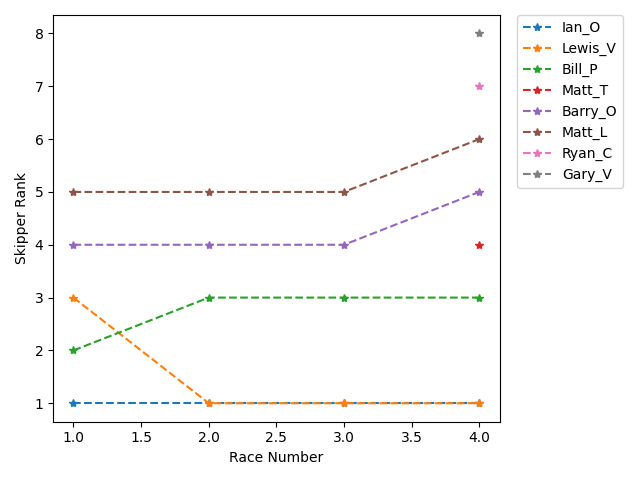 8
7
6
5
4
3
2
1
Skipper Rank
1.0 1.5 2.0 2.5 3.0 3.5 4.0
Race Number
Ian_O
Lewis_V
Bill_P
Matt_T
Barry_O
Matt_L
Ryan_C
Gary_V